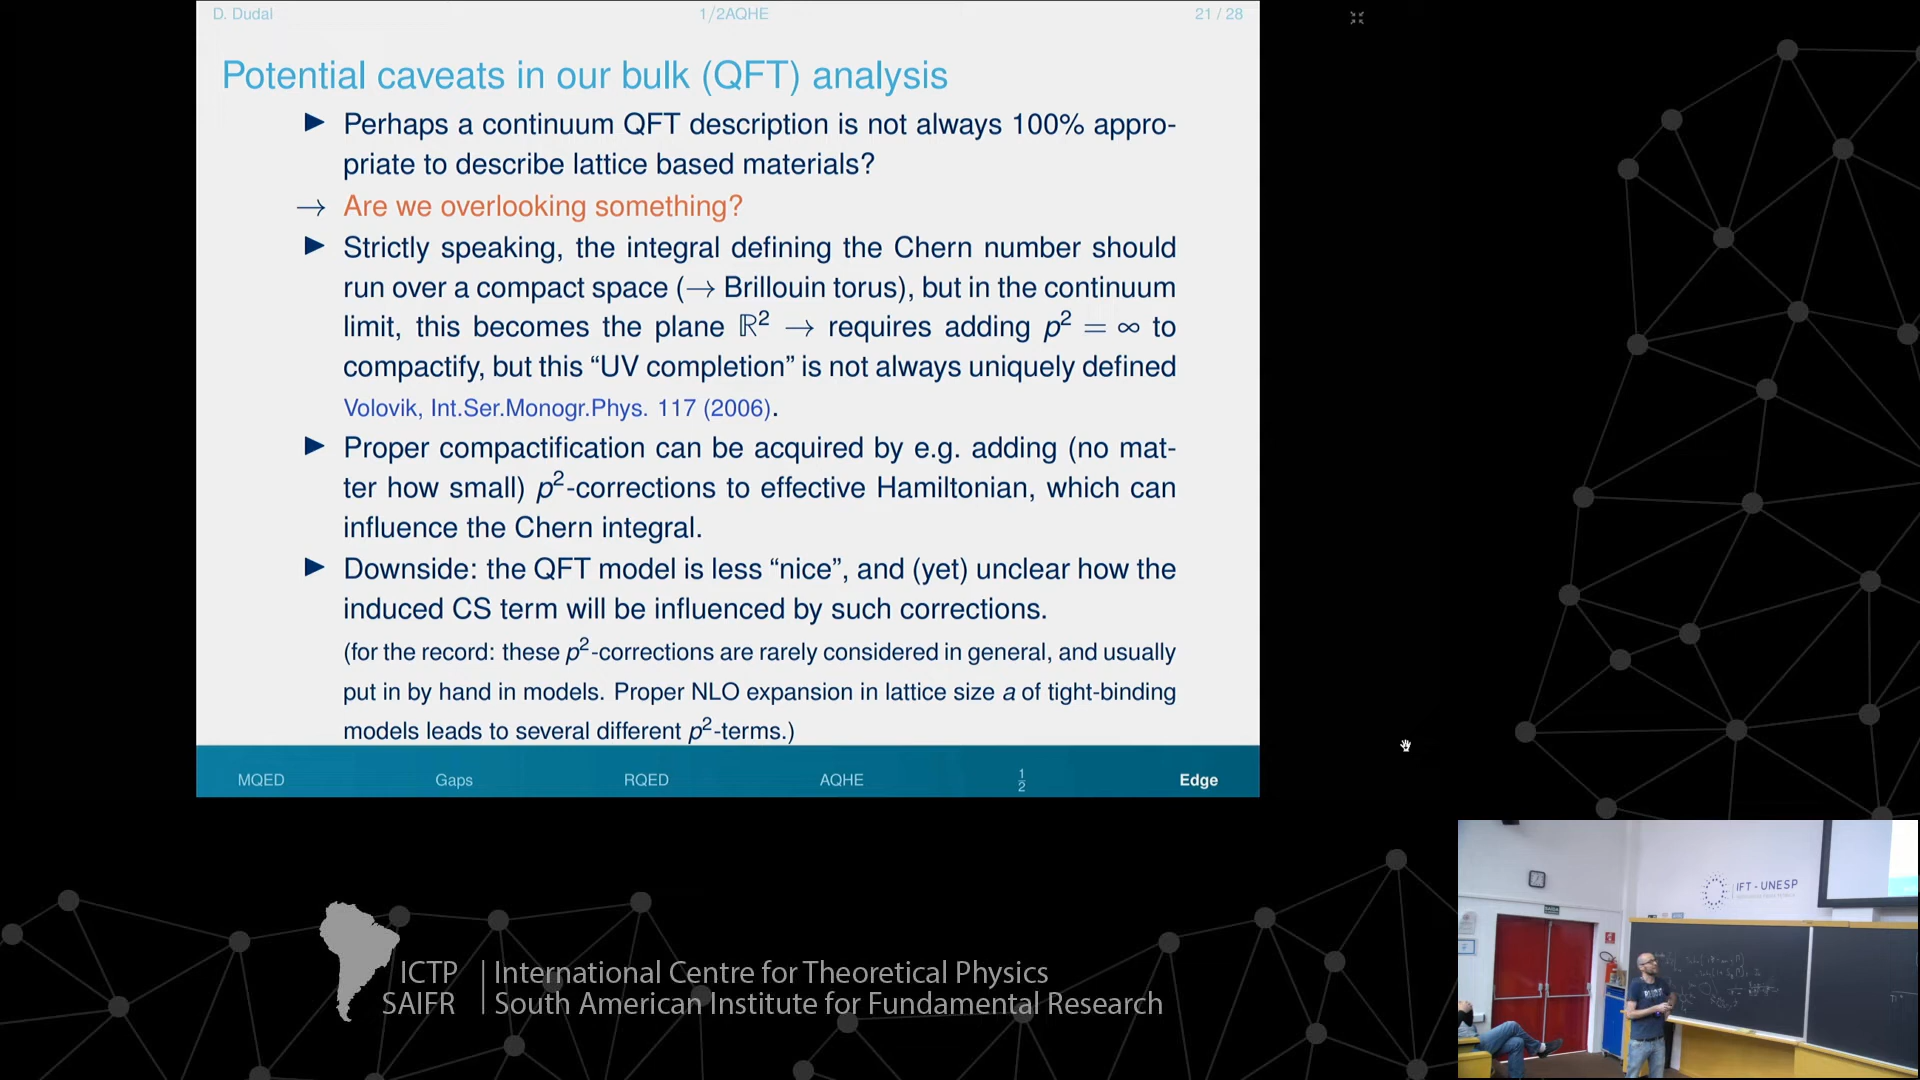 D. Dudal 1/2AQHE 21 / 28
Potential caveats in our bulk (QFT) analysis
▶ Perhaps a continuum QFT description is not always 100% appro-
priate to describe lattice based materials?
→ Are we overlooking something?
▶ Strictly speaking, the integral defining the Chern number should
run over a compact space (→ Brillouin torus), but in the continuum
limit, this becomes the plane ℝ² → requires adding p² = ∞ to
compactify, but this “UV completion” is not always uniquely defined
Volovik, Int.Ser.Monogr.Phys. 117 (2006).
▶ Proper compactification can be acquired by e.g. adding (no mat-
ter how small) p²-corrections to effective Hamiltonian, which can
influence the Chern integral.
▶ Downside: the QFT model is less “nice”, and (yet) unclear how the
induced CS term will be influenced by such corrections.
(for the record: these p²-corrections are rarely considered in general, and usually
put in by hand in models. Proper NLO expansion in lattice size a of tight-binding
models leads to several different p²-terms.)
MQED Gaps RQED AQHE 1/2 Edge
IFT - UNESP
ICTP | International Centre for Theoretical Physics
SAIFR | South American Institute for Fundamental Research